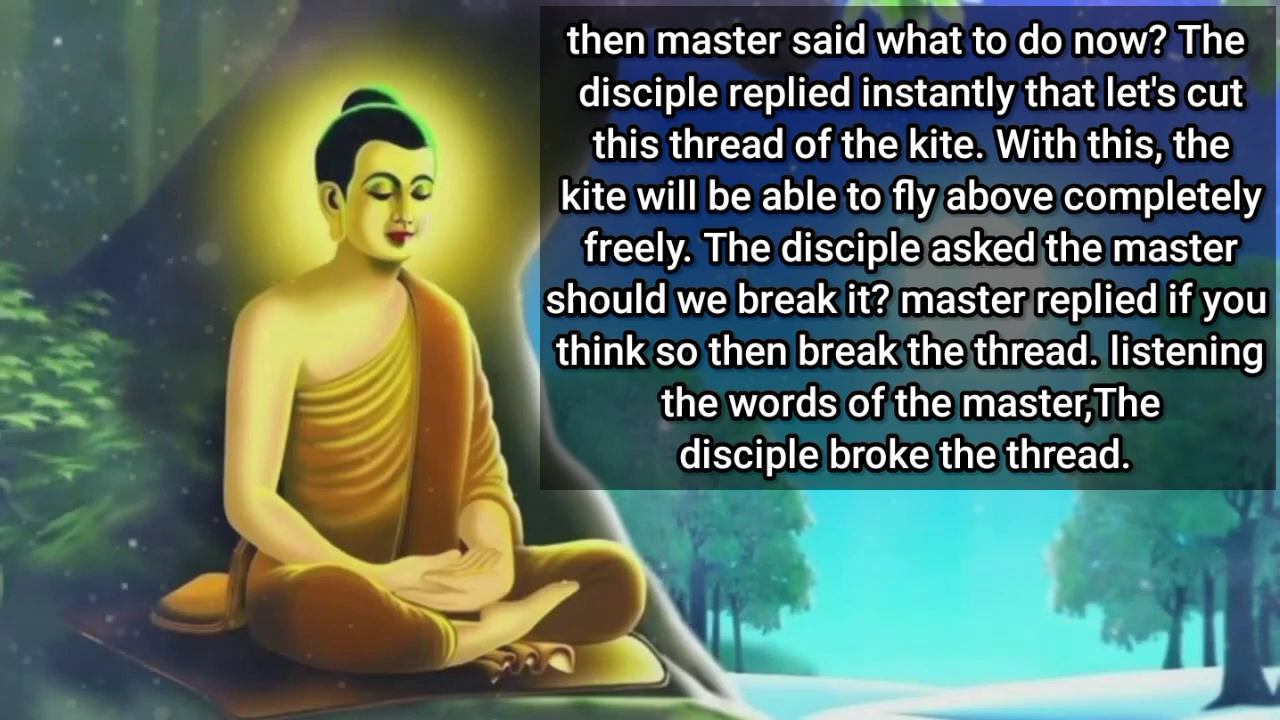 then master said what to do now? The
disciple replied instantly that let's cut
this thread of the kite. With this, the
kite will be able to fly above completely
freely. The disciple asked the master
should we break it? master replied if you
think so then break the thread. listening
the words of the master,The
disciple broke the thread.